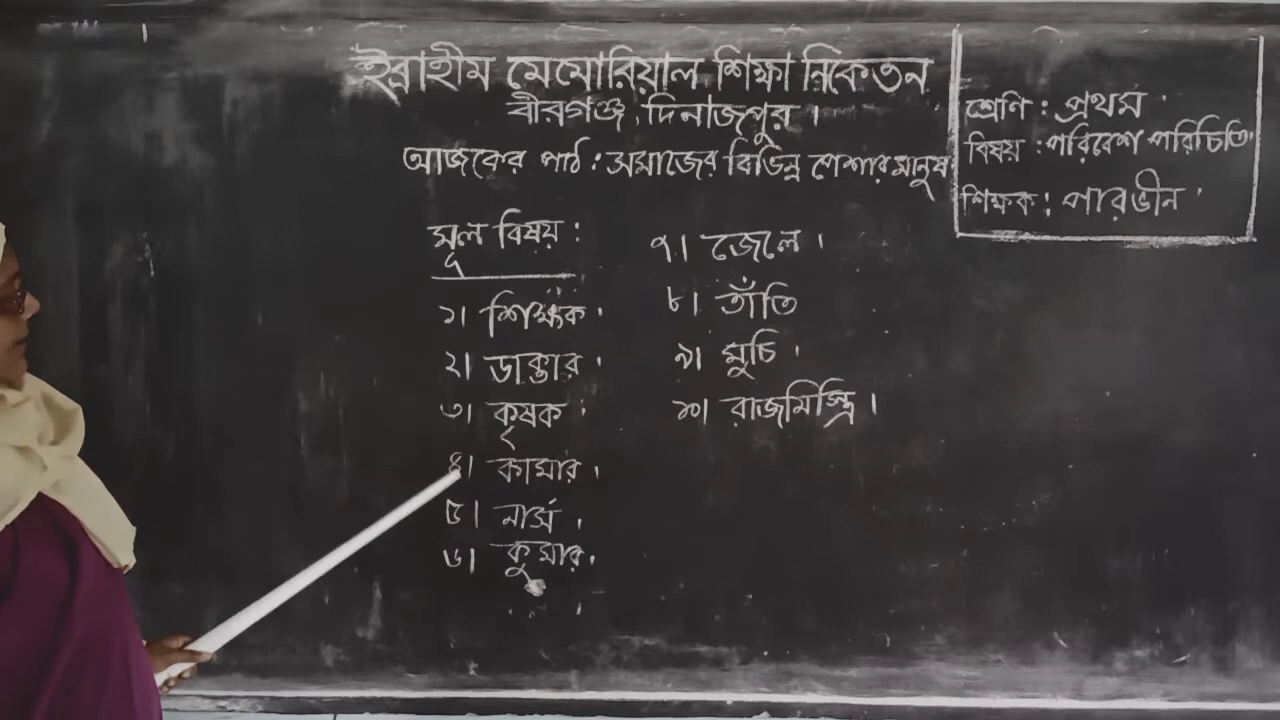 ইব্রাহীম মেমোরিয়াল শিক্ষা নিকেতন
বীরগঞ্জ, দিনাজপুর।
আজকের পাঠ : সমাজের বিভিন্ন পেশার মানুষ
শ্রেণি : প্রথম
বিষয় : পরিবেশ পরিচিতি
শিক্ষক : পারভীন
মূল বিষয় :
১। শিক্ষক
২। ডাক্তার
৩। কৃষক
৪। কামার
৫। নার্স
৬। কুমার
৭। জেলে
৮। তাঁতি
৯। মুচি
১০। রাজমিস্ত্রি।